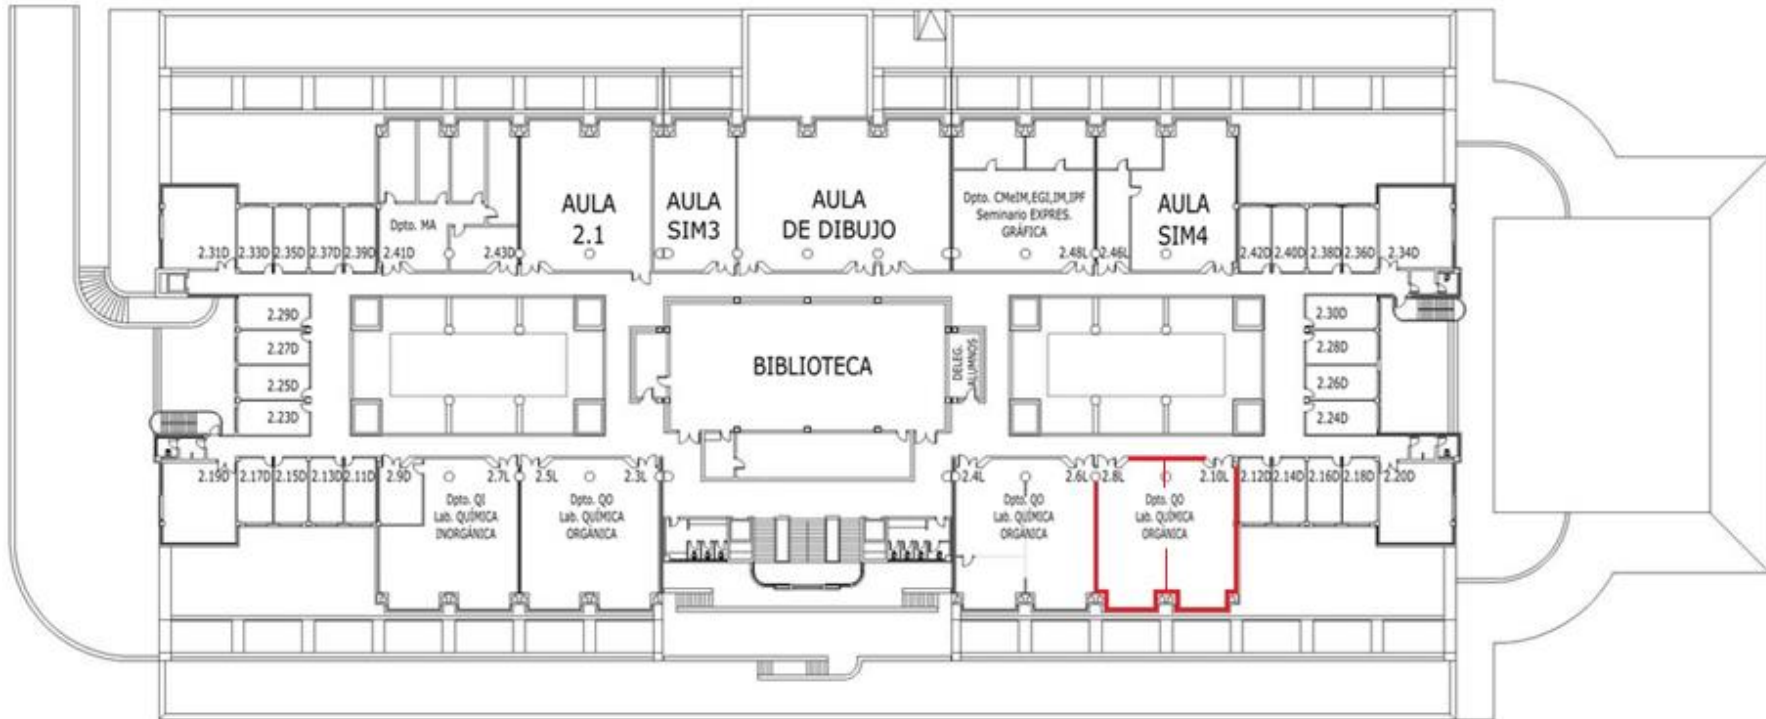 AULA
2.1
AULA
SIM3
AULA
DE DIBUJO
Dpto. CMeIM,EGI,IM,IPF
Seminario EXPRES.
GRÁFICA
AULA
SIM4
Dpto. MA
2.31D
2.33D
2.35D
2.37D
2.39D
2.41D
2.43D
2.48L
2.46L
2.42D
2.40D
2.38D
2.36D
2.34D
2.29D
2.27D
2.25D
2.23D
BIBLIOTECA
DELEG.
ALUMNOS
2.30D
2.28D
2.26D
2.24D
2.19D
2.17D
2.15D
2.13D
2.11D
2.9D
2.7L
2.5L
2.3L
2.4L
2.6L
2.8L
2.10L
2.12D
2.14D
2.16D
2.18D
2.20D
Dpto. QI
Lab. QUÍMICA
INORGÁNICA
Dpto. QO
Lab. QUÍMICA
ORGÁNICA
Dpto. QO
Lab. QUÍMICA
ORGÁNICA
Dpto. QO
Lab. QUÍMICA
ORGÁNICA